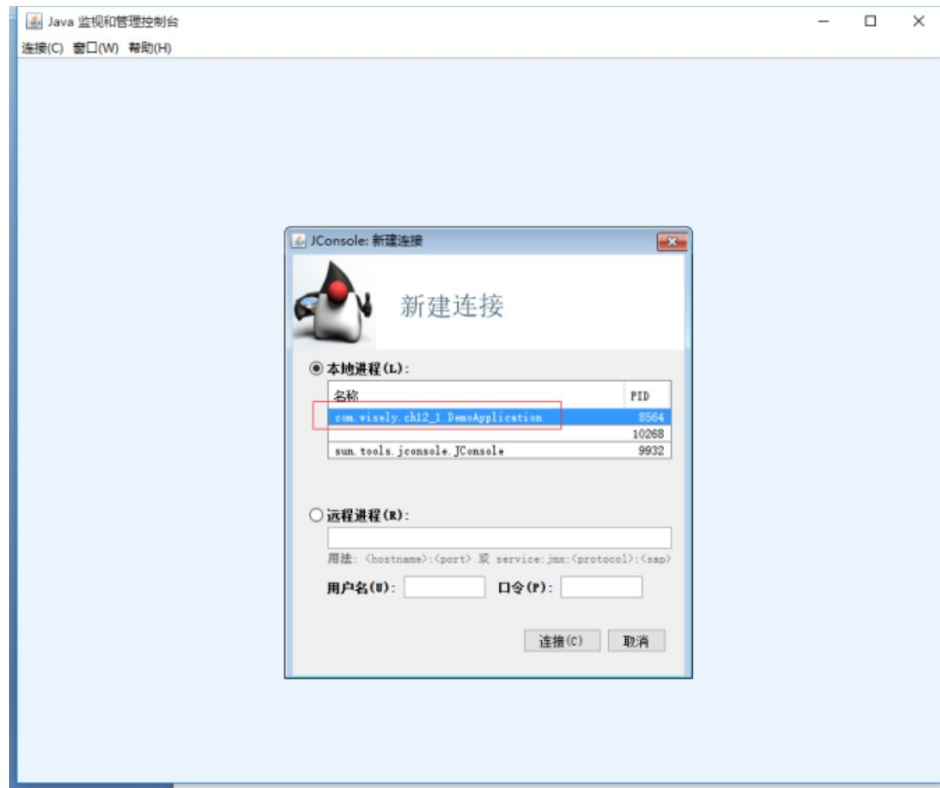 Java 监视和管理控制台
连接(C) 窗口(W) 帮助(H)
JConsole: 新建连接
新建连接
本地进程(L):
名称 PID
com.wisely.ch12_1.DemoApplication 8564
10268
sun.tools.jconsole.JConsole 9932
远程进程(R):
用法: <hostname>:<port> 或 service:jmx:<protocol>:<sap>
用户名(U): 口令(P):
连接(C) 取消